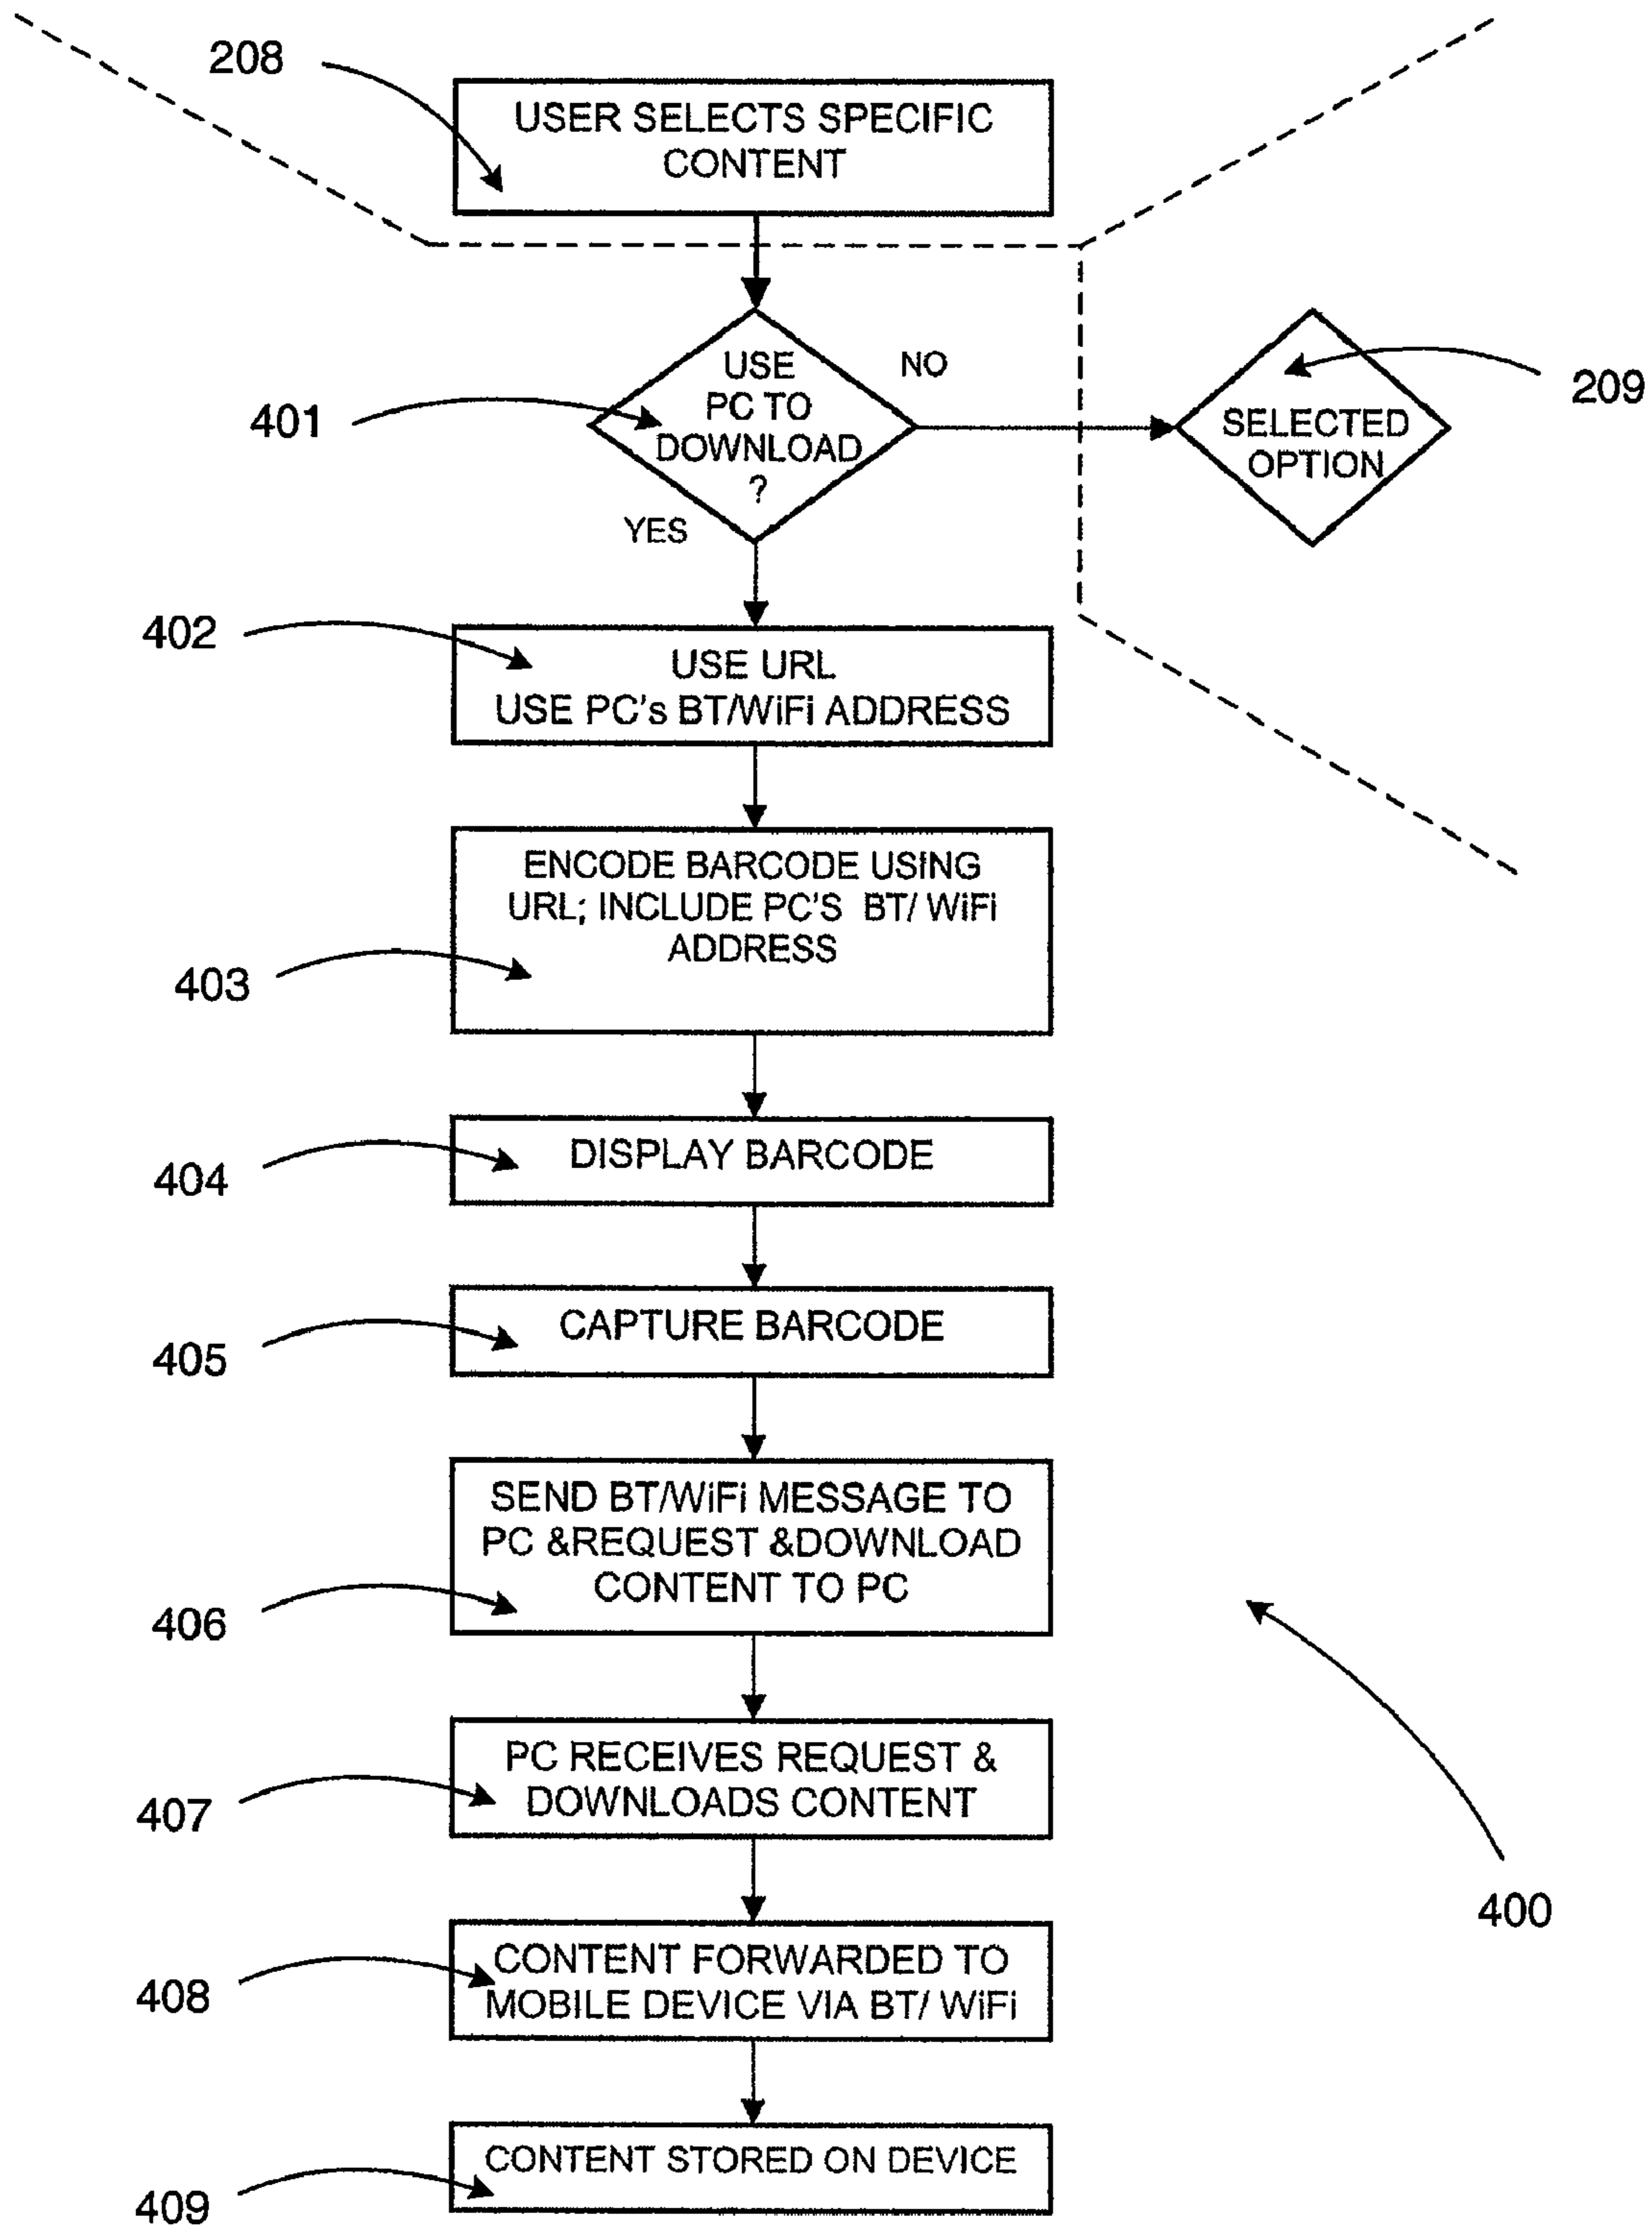 208
USER SELECTS SPECIFIC
CONTENT
USE
PC TO
DOWNLOAD
?
NO
YES
401
SELECTED
OPTION
209
402
USE URL
USE PC's BT/WiFi ADDRESS
ENCODE BARCODE USING
URL; INCLUDE PC'S BT/ WiFi
ADDRESS
403
DISPLAY BARCODE
404
CAPTURE BARCODE
405
SEND BT/WiFi MESSAGE TO
PC &REQUEST &DOWNLOAD
CONTENT TO PC
406
PC RECEIVES REQUEST &
DOWNLOADS CONTENT
407
400
CONTENT FORWARDED TO
MOBILE DEVICE VIA BT/ WiFi
408
CONTENT STORED ON DEVICE
409